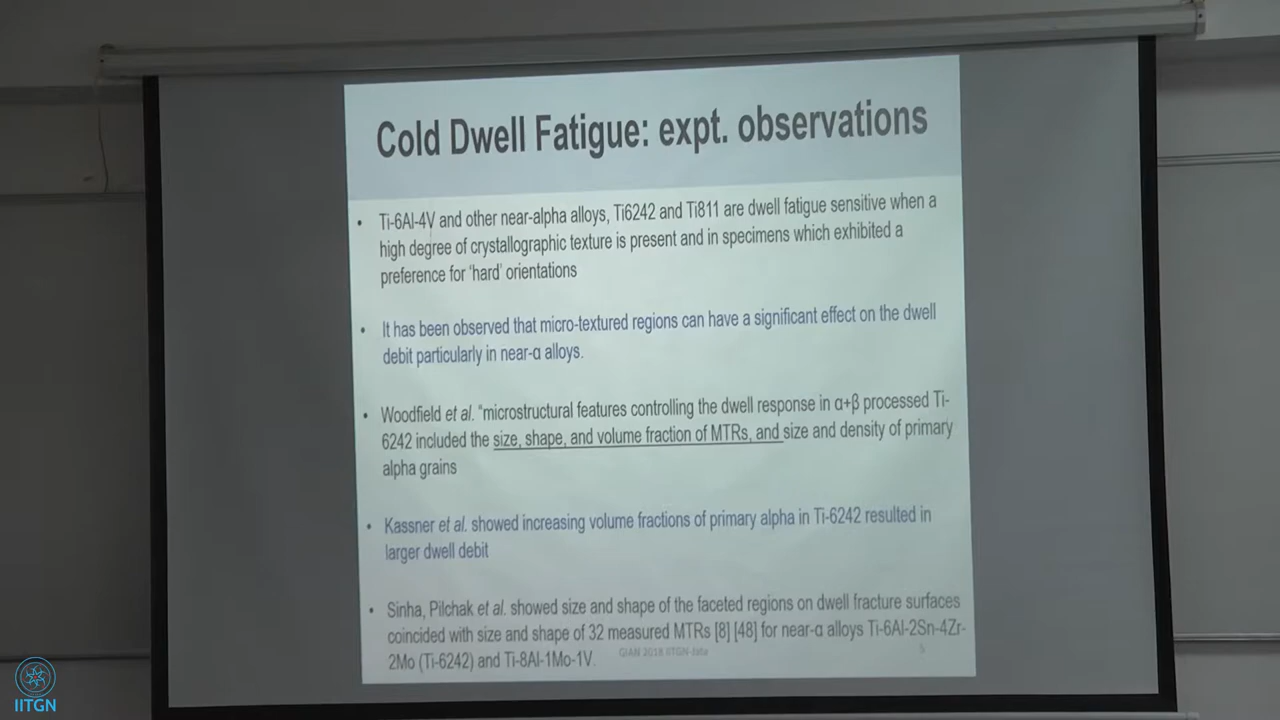 Cold Dwell Fatigue: expt. observations
• Ti-6Al-4V and other near-alpha alloys, Ti6242 and Ti811 are dwell fatigue sensitive when a
high degree of crystallographic texture is present and in specimens which exhibited a
preference for 'hard' orientations
• It has been observed that micro-textured regions can have a significant effect on the dwell
debit particularly in near-α alloys.
• Woodfield et al. "microstructural features controlling the dwell response in α+β processed Ti-
6242 included the size, shape, and volume fraction of MTRs, and size and density of primary
alpha grains
• Kassner et al. showed increasing volume fractions of primary alpha in Ti-6242 resulted in
larger dwell debit
• Sinha, Pilchak et al. showed size and shape of the faceted regions on dwell fracture surfaces
coincided with size and shape of 32 measured MTRs [8] [48] for near-α alloys Ti-6Al-2Sn-4Zr-
2Mo (Ti-6242) and Ti-8Al-1Mo-1V.
GIAN 2018 IITGN-Jata
5
IITGN